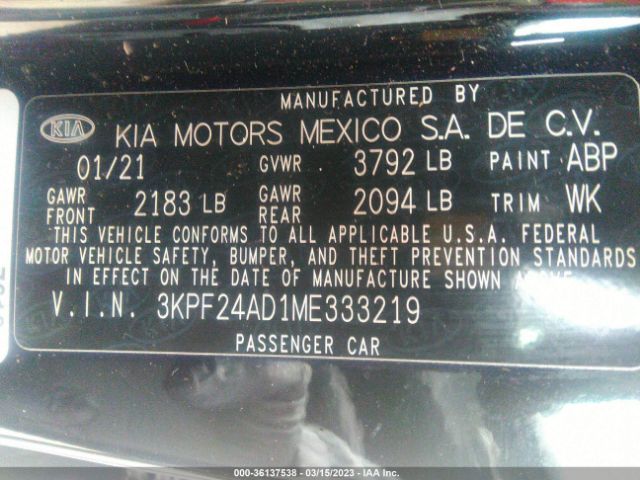 MANUFACTURED BY
KIA KIA MOTORS MEXICO S.A. DE C.V.
01/21 GVWR 3792 LB PAINT ABP
GAWR FRONT 2183 LB GAWR REAR 2094 LB TRIM WK
THIS VEHICLE CONFORMS TO ALL APPLICABLE U.S.A. FEDERAL
MOTOR VEHICLE SAFETY, BUMPER, AND THEFT PREVENTION STANDARDS
IN EFFECT ON THE DATE OF MANUFACTURE SHOWN ABOVE.
V.I.N. 3KPF24AD1ME333219
PASSENGER CAR
000-36137538 - 03/15/2023 - IAA Inc.